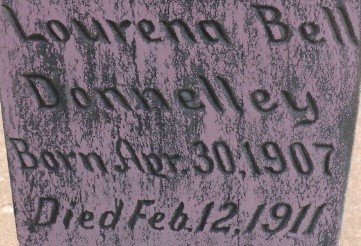 Lourena Bell
Donnelley
Born Apr. 30, 1907
Died Feb. 12, 1911